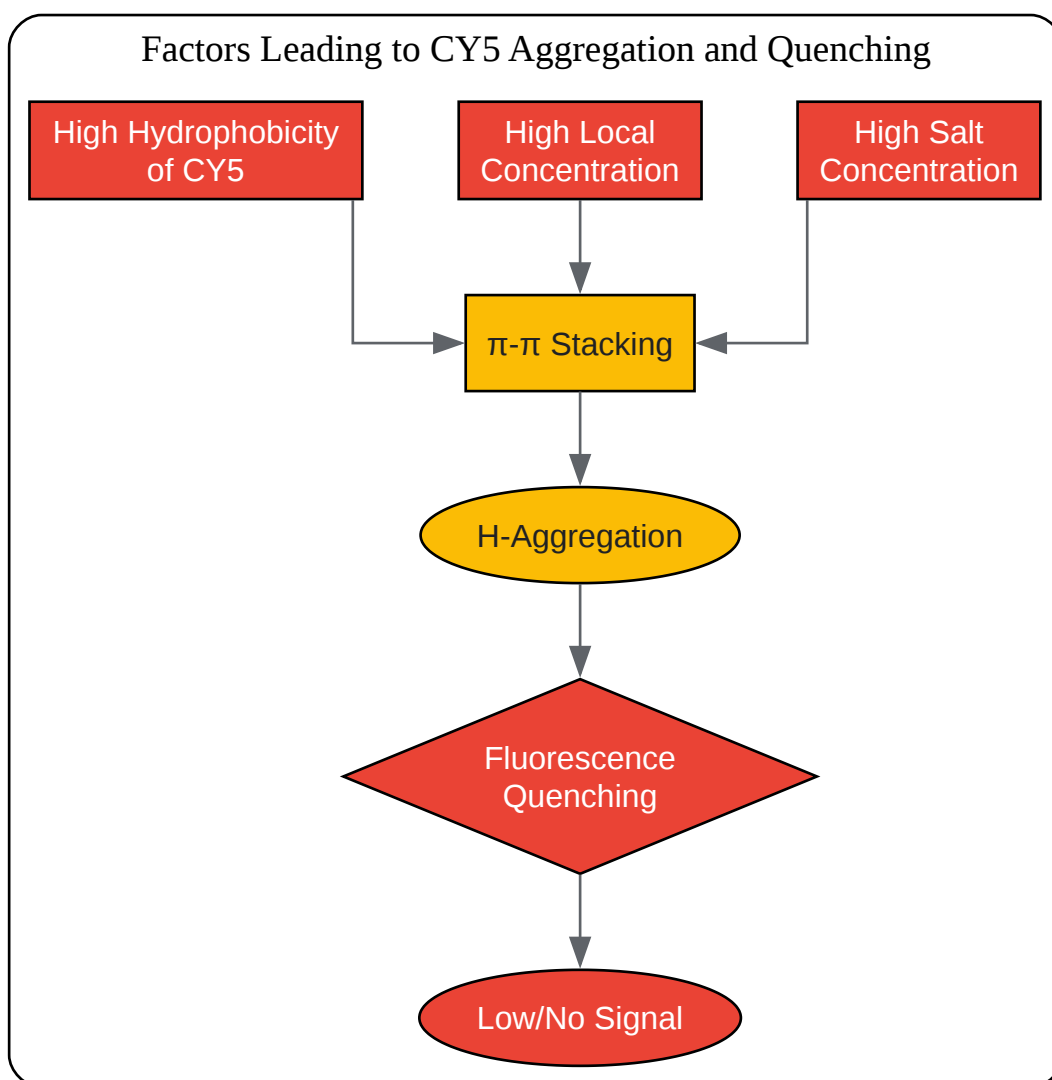 Factors Leading to CY5 Aggregation and Quenching
High Hydrophobicity
of CY5
High Local
Concentration
High Salt
Concentration
π-π Stacking
H-Aggregation
Fluorescence
Quenching
Low/No Signal